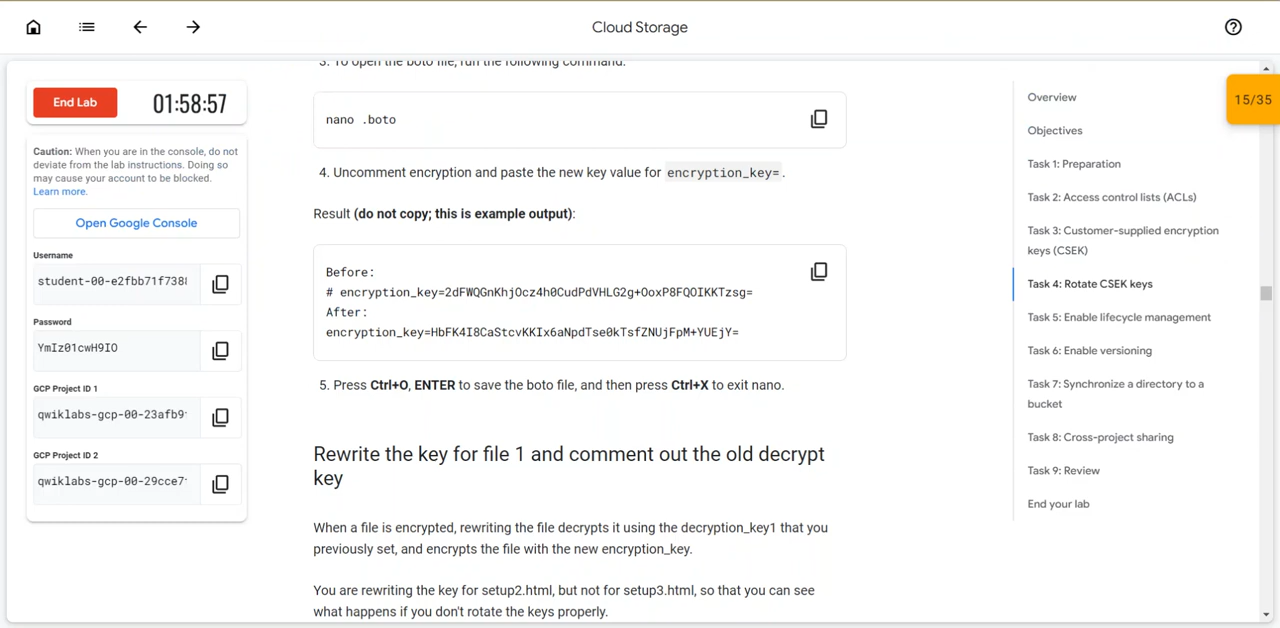 Cloud Storage
End Lab
01:58:57
Caution: When you are in the console, do not
deviate from the lab instructions. Doing so
may cause your account to be blocked.
Learn more.
Open Google Console
Username
student-00-e2fbb71f738
Password
YmIz01cwH9IO
GCP Project ID 1
qwiklabs-gcp-00-23afb9
GCP Project ID 2
qwiklabs-gcp-00-29cce7
3. To open the boto file, run the following command:
nano .boto
4. Uncomment encryption and paste the new key value for encryption_key=.
Result (do not copy; this is example output):
Before:
# encryption_key=2dFWQGnKhjOcz4h0CudPdVHLG2g+OoxP8FQOIKKTzsg=
After:
encryption_key=HbFK4I8CaStcvKKIx6aNpdTse0kTsfZNUjFpM+YUEjY=
5. Press Ctrl+O, ENTER to save the boto file, and then press Ctrl+X to exit nano.
Rewrite the key for file 1 and comment out the old decrypt
key
When a file is encrypted, rewriting the file decrypts it using the decryption_key1 that you
previously set, and encrypts the file with the new encryption_key.
You are rewriting the key for setup2.html, but not for setup3.html, so that you can see
what happens if you don't rotate the keys properly.
Overview
Objectives
Task 1: Preparation
Task 2: Access control lists (ACLs)
Task 3: Customer-supplied encryption
keys (CSEK)
Task 4: Rotate CSEK keys
Task 5: Enable lifecycle management
Task 6: Enable versioning
Task 7: Synchronize a directory to a
bucket
Task 8: Cross-project sharing
Task 9: Review
End your lab
15/35